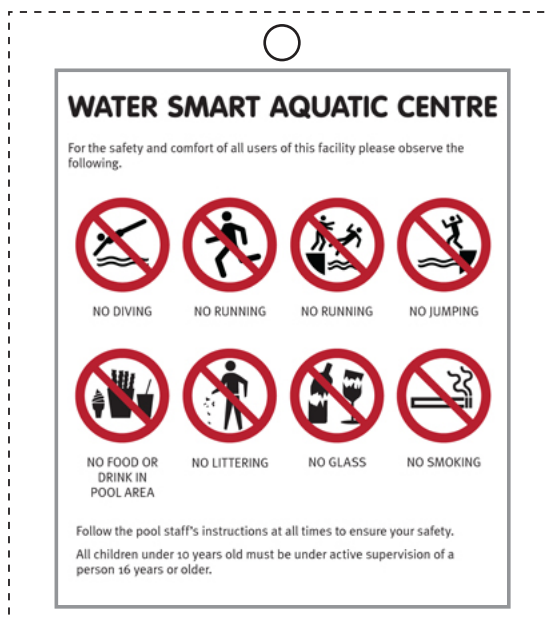 WATER SMART AQUATIC CENTRE
For the safety and comfort of all users of this facility please observe the
following.
NO DIVING
NO RUNNING
NO RUNNING
NO JUMPING
NO FOOD OR
DRINK IN
POOL AREA
NO LITTERING
NO GLASS
NO SMOKING
Follow the pool staff's instructions at all times to ensure your safety.
All children under 10 years old must be under active supervision of a
person 16 years or older.